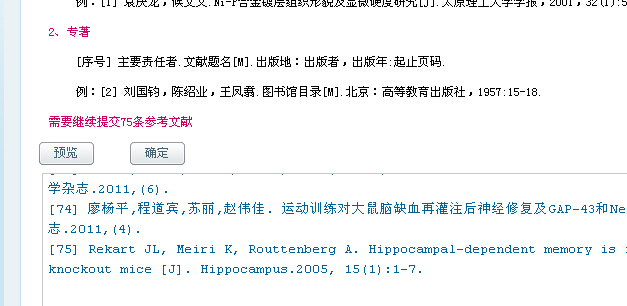 例：[1] 袁庆龙，候文义.Ni-P合金镀层组织形貌及显微硬度研究[J].太原理工大学学报，2001，32(1):5
2、专著
[序号] 主要责任者.文献题名[M].出版地：出版者，出版年:起止页码.
例：[2] 刘国钧，陈绍业，王凤翥.图书馆目录[M].北京：高等教育出版社，1957:15-18.
需要继续提交75条参考文献
预览 确定
学杂志.2011,(6).
[74] 廖杨平,程道宾,苏丽,赵伟佳. 运动训练对大鼠脑缺血再灌注后神经修复及GAP-43和Ne
志.2011,(4).
[75] Rekart JL, Meiri K, Routtenberg A. Hippocampal-dependent memory is
knockout mice [J]. Hippocampus.2005, 15(1):1-7.